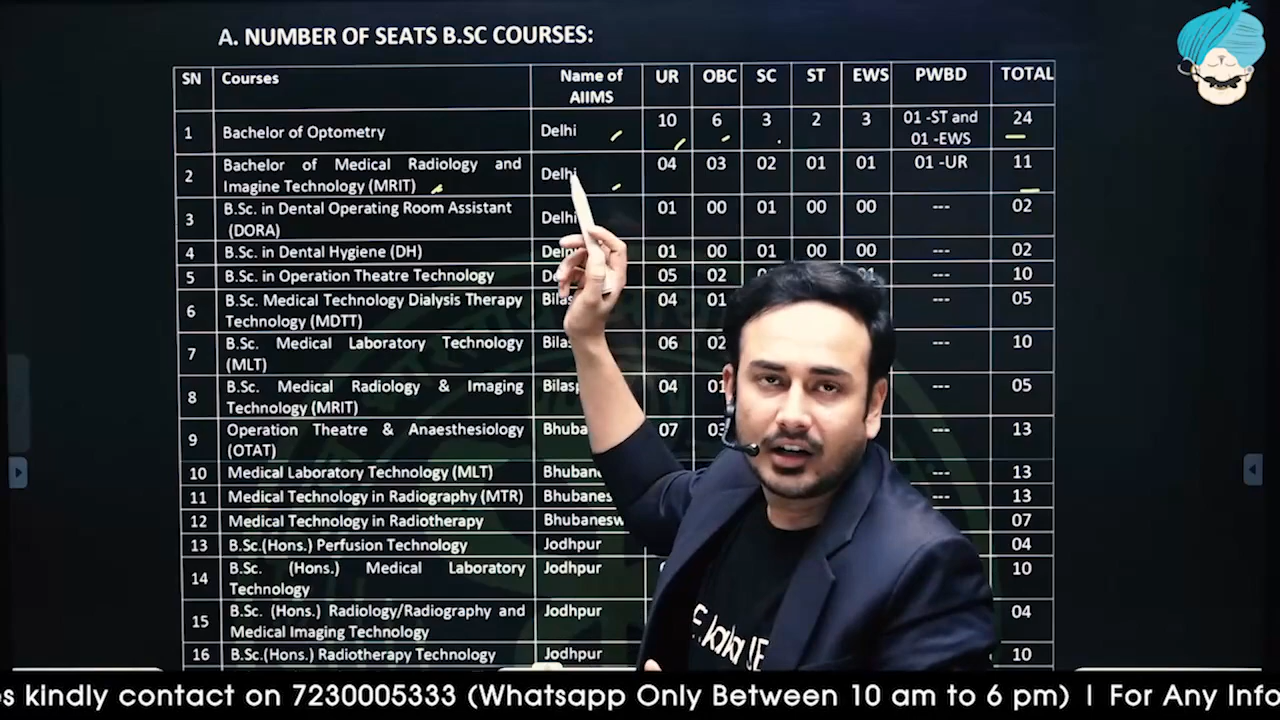 A. NUMBER OF SEATS B.SC COURSES:
SN Courses Name of AIIMS UR OBC SC ST EWS PWBD TOTAL
1 Bachelor of Optometry Delhi 10 6 3 2 3 01 -ST and 01 -EWS 24
2 Bachelor of Medical Radiology and Imagine Technology (MRIT) Delhi 04 03 02 01 01 01 -UR 11
3 B.Sc. in Dental Operating Room Assistant (DORA) Delhi 01 00 01 00 00 --- 02
4 B.Sc. in Dental Hygiene (DH) 01 00 01 00 00 --- 02
5 B.Sc. in Operation Theatre Technology 05 02 --- 10
6 B.Sc. Medical Technology Dialysis Therapy Technology (MDTT) 04 01 --- 05
7 B.Sc. Medical Laboratory Technology (MLT) 06 02 --- 10
8 B.Sc. Medical Radiology & Imaging Technology (MRIT) 04 01 --- 05
9 Operation Theatre & Anaesthesiology (OTAT) 07 03 --- 13
10 Medical Laboratory Technology (MLT) --- 13
11 Medical Technology in Radiography (MTR) --- 13
12 Medical Technology in Radiotherapy 07
13 B.Sc.(Hons.) Perfusion Technology Jodhpur 04
14 B.Sc. (Hons.) Medical Laboratory Technology Jodhpur 10
15 B.Sc. (Hons.) Radiology/Radiography and Medical Imaging Technology Jodhpur 04
16 B.Sc.(Hons.) Radiotherapy Technology Jodhpur 10
es kindly contact on 7230005333 (Whatsapp Only Between 10 am to 6 pm) I For Any Info